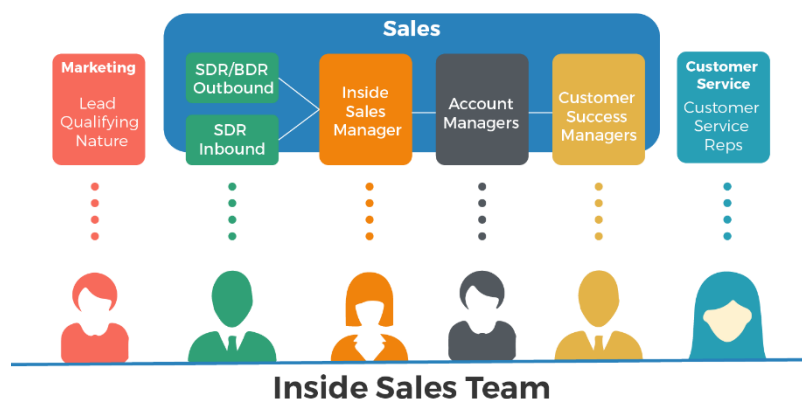 Sales
Marketing
Lead
Qualifying
Nature
SDR/BDR
Outbound
SDR
Inbound
Inside
Sales
Manager
Account
Managers
Customer
Success
Managers
Customer
Service
Customer
Service
Reps
Inside Sales Team